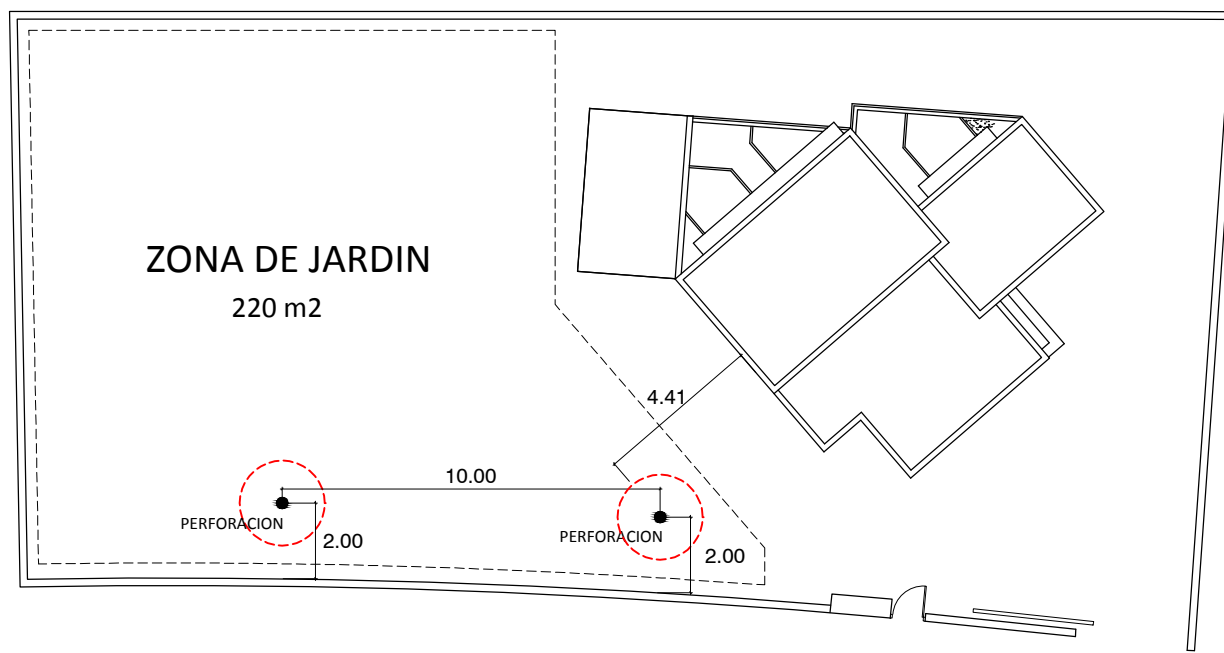 ZONA DE JARDIN
220 m2
4.41
10.00
PERFORACION
2.00
PERFORACION
2.00